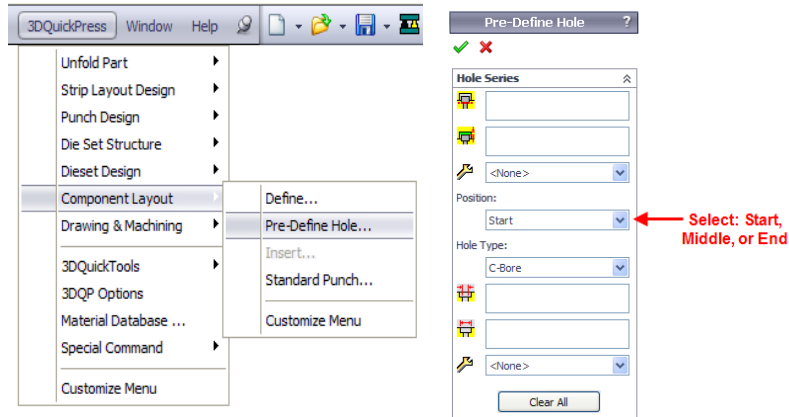 3DQuickPress Window Help
Unfold Part
Strip Layout Design
Punch Design
Die Set Structure
Dieset Design
Component Layout
Drawing & Machining
3DQuickTools
3DQP Options
Material Database ...
Special Command
Customize Menu
Define...
Pre-Define Hole...
Insert...
Standard Punch...
Customize Menu
Pre-Define Hole ?
Hole Series
<None>
Position:
Start
Hole Type:
C-Bore
<None>
Clear All
Select: Start,
Middle, or End